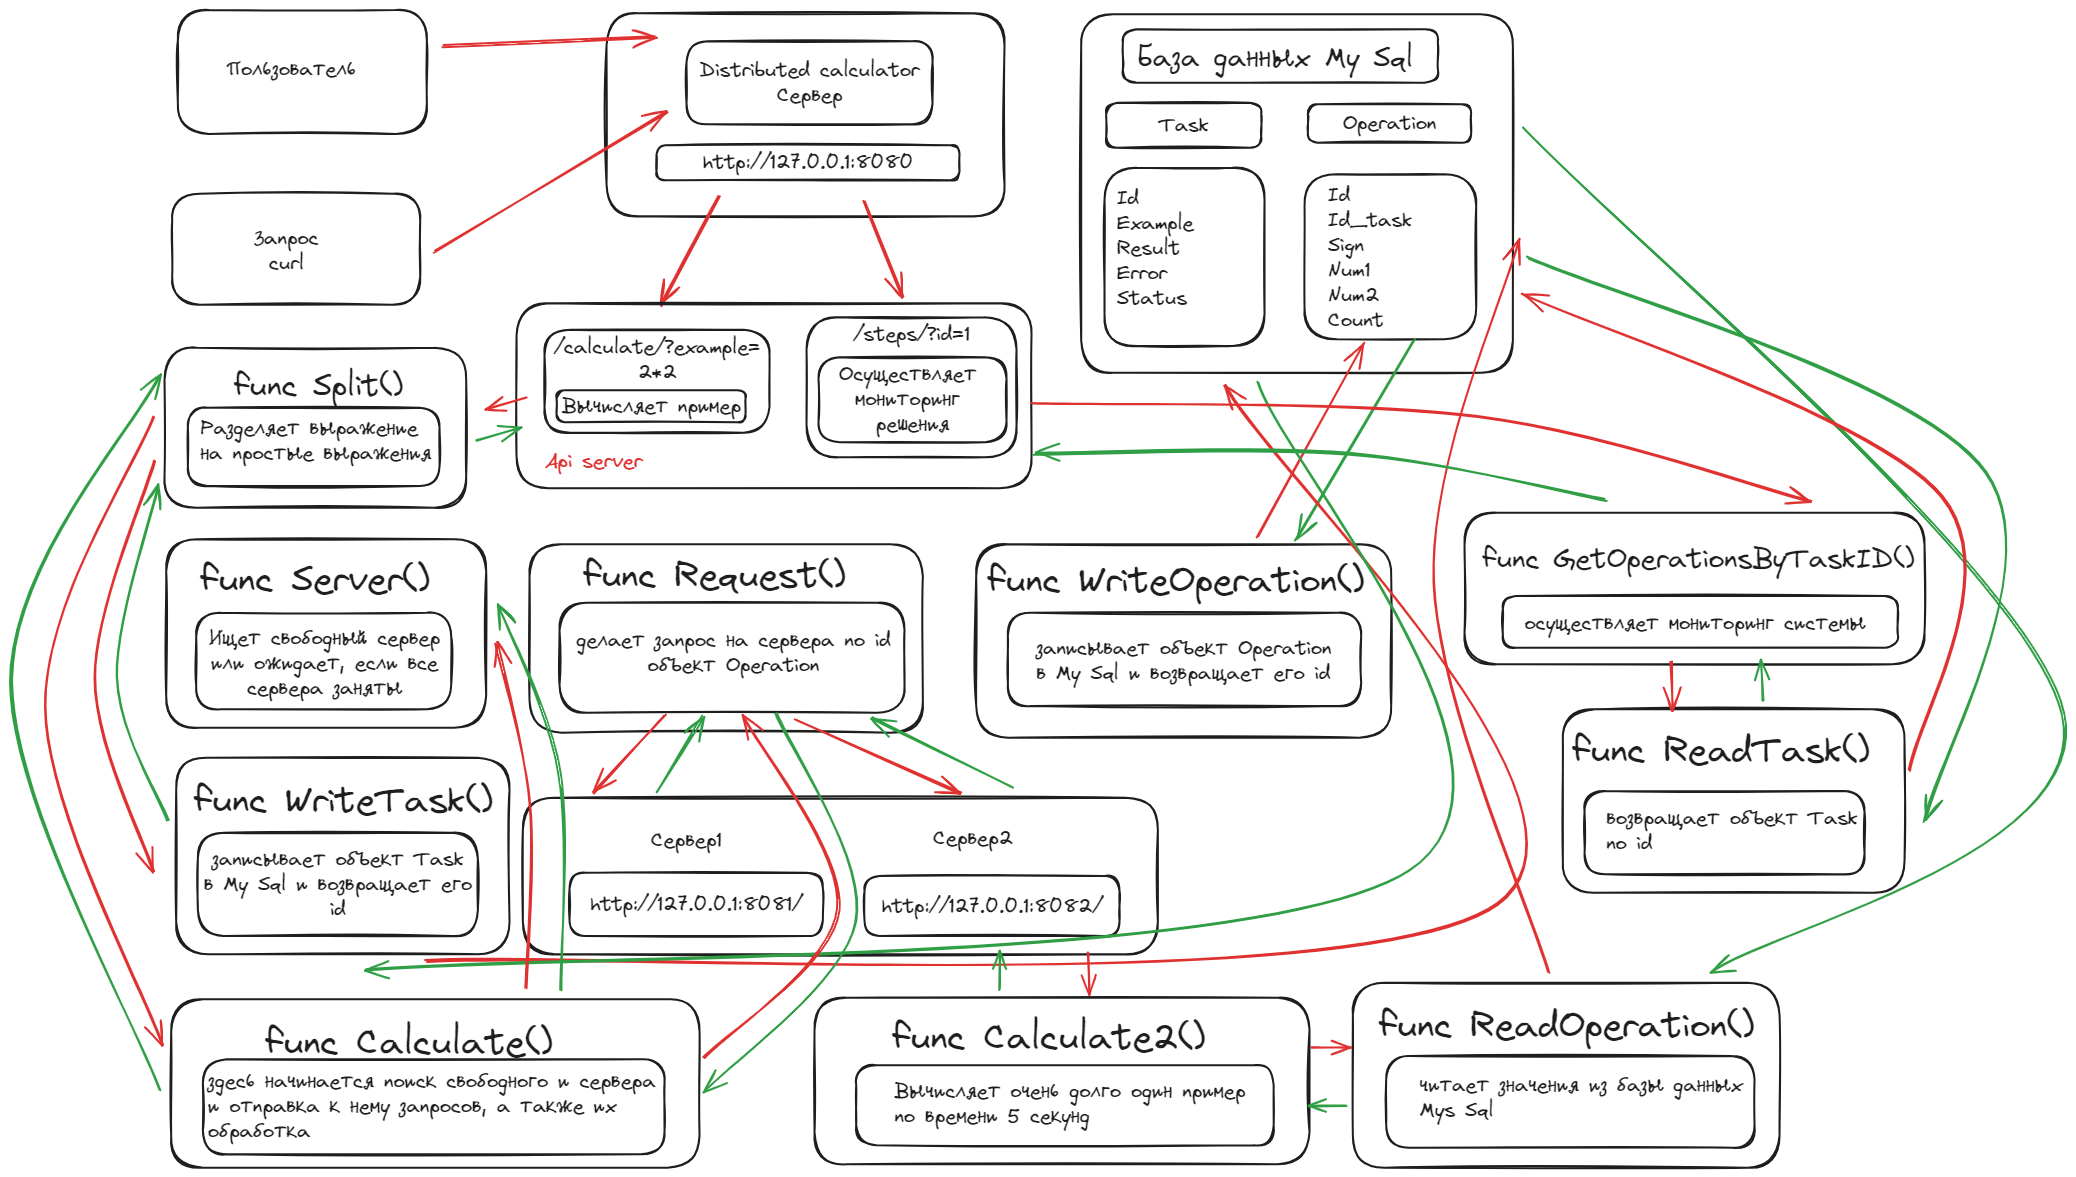 Пользователь
Distributed calculator
Сервер
http://127.0.0.1:8080
База данных My Sql
Task
Operation
Id
Example
Result
Error
Status
Id
Id_task
Sign
Num1
Num2
Count
Запрос
curl
/calculate/?example=
2*2
Вычисляет пример
/steps/?id=1
Осуществляет
мониторинг
решения
Api server
func Split()
Разделяет выражение
на простые выражения
func Server()
Ищет свободный сервер
или ожидает, если все
сервера заняты
func Request()
делает запрос на сервера по id
объект Operation
func WriteOperation()
записывает объект Operation
в My Sql и возвращает его id
func GetOperationsByTaskID()
осуществляет мониторинг системы
func ReadTask()
возвращает объект Task
по id
func WriteTask()
записывает объект Task
в My Sql и возвращает его
id
Сервер1
http://127.0.0.1:8081/
Сервер2
http://127.0.0.1:8082/
func Calculate()
здесь начинается поиск свободного и сервера
и отправка к нему запросов, а также их
обработка
func Calculate2()
Вычисляет очень долго один пример
по времени 5 секунд
func ReadOperation()
читает значения из базы данных
Mys Sql